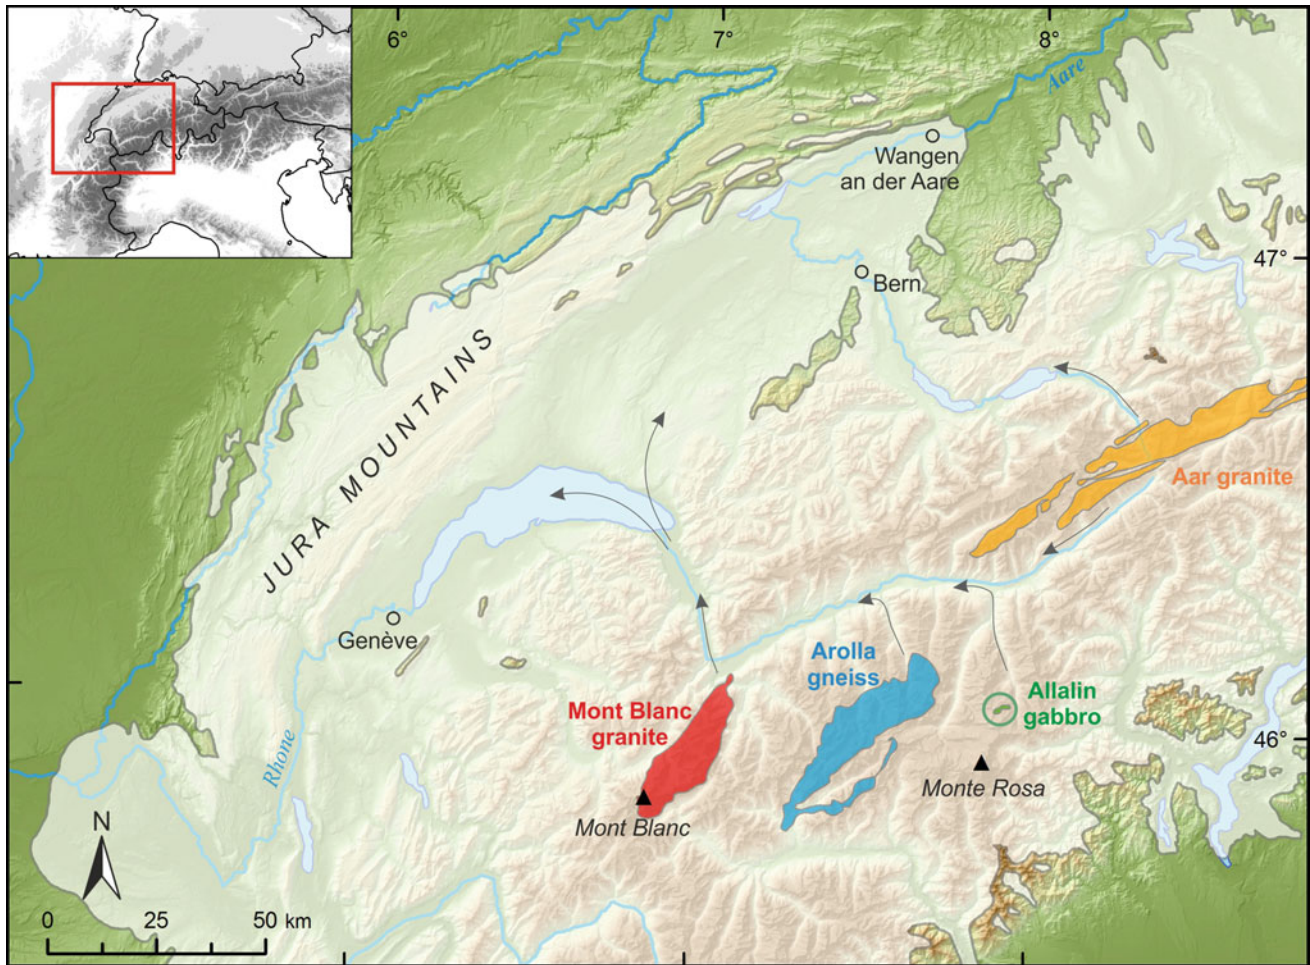 6°
7°
8°
Aare
Wangen
an der Aare
47°
Bern
JURA MOUNTAINS
Aar granite
Genève
Arolla
gneiss
Allalin
gabbro
Mont Blanc
granite
46°
Rhone
Monte Rosa
Mont Blanc
N
0 25 50 km